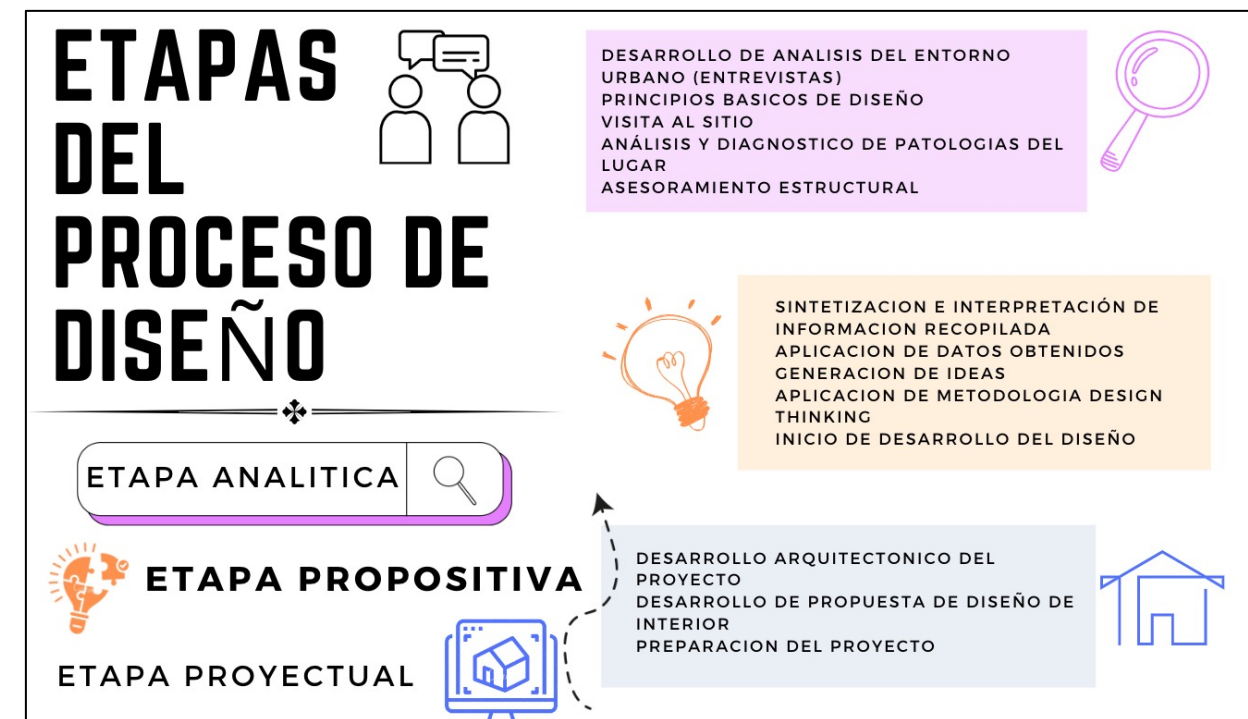 ETAPAS
DEL
PROCESO DE
DISEÑO
ETAPA ANALITICA
ETAPA PROPOSITIVA
ETAPA PROYECTUAL
DESARROLLO DE ANALISIS DEL ENTORNO
URBANO (ENTREVISTAS)
PRINCIPIOS BASICOS DE DISEÑO
VISITA AL SITIO
ANÁLISIS Y DIAGNOSTICO DE PATOLOGIAS DEL
LUGAR
ASESORAMIENTO ESTRUCTURAL
SINTETIZACION E INTERPRETACIÓN DE
INFORMACION RECOPILADA
APLICACION DE DATOS OBTENIDOS
GENERACION DE IDEAS
APLICACION DE METODOLOGIA DESIGN
THINKING
INICIO DE DESARROLLO DEL DISEÑO
DESARROLLO ARQUITECTONICO DEL
PROYECTO
DESARROLLO DE PROPUESTA DE DISEÑO DE
INTERIOR
PREPARACION DEL PROYECTO